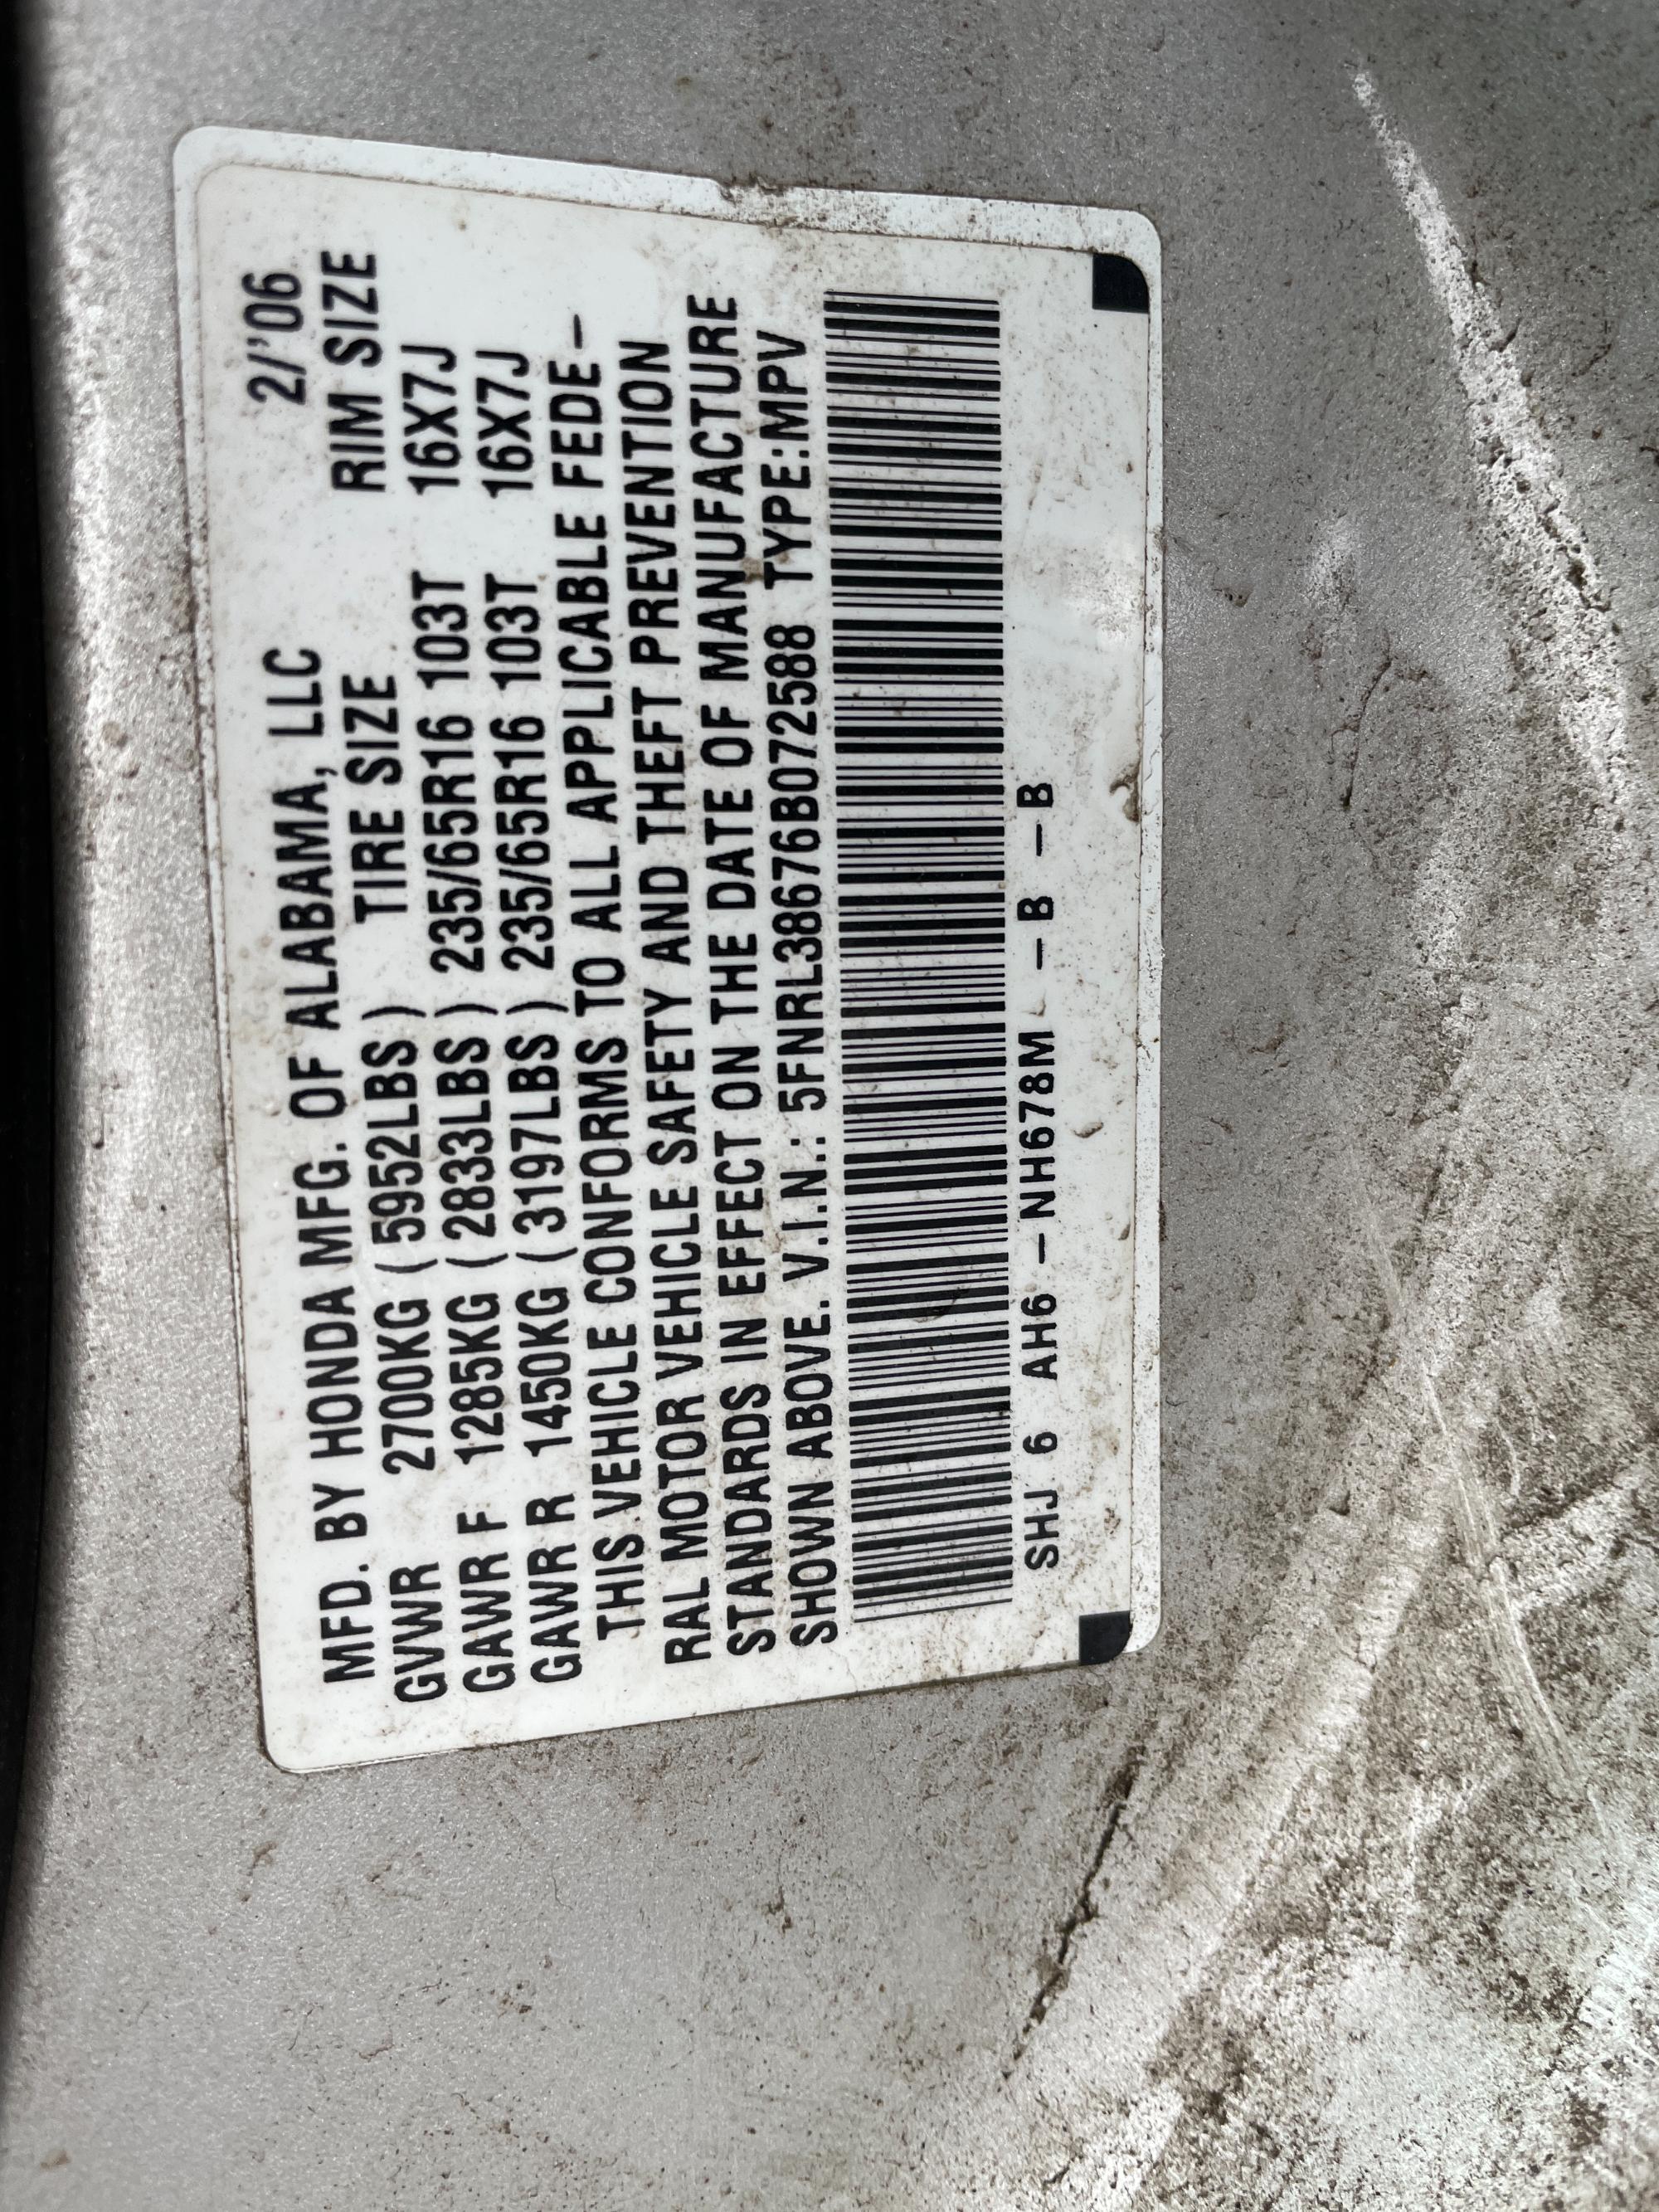 MFD. BY HONDA MFG. OF ALABAMA, LLC 2/'06
TIRE SIZE RIM SIZE
GVWR 2700KG ( 5952LBS )
GAWR F 1285KG ( 2833LBS ) 235/65R16 103T 16X7J
GAWR R 1450KG ( 3197LBS ) 235/65R16 103T 16X7J
THIS VEHICLE CONFORMS TO ALL APPLICABLE FEDE-
RAL MOTOR VEHICLE SAFETY AND THEFT PREVENTION
STANDARDS IN EFFECT ON THE DATE OF MANUFACTURE
SHOWN ABOVE. V.I.N.: 5FNRL38676B072588 TYPE:MPV
SHJ 6 AH6 -NH678M -B -B